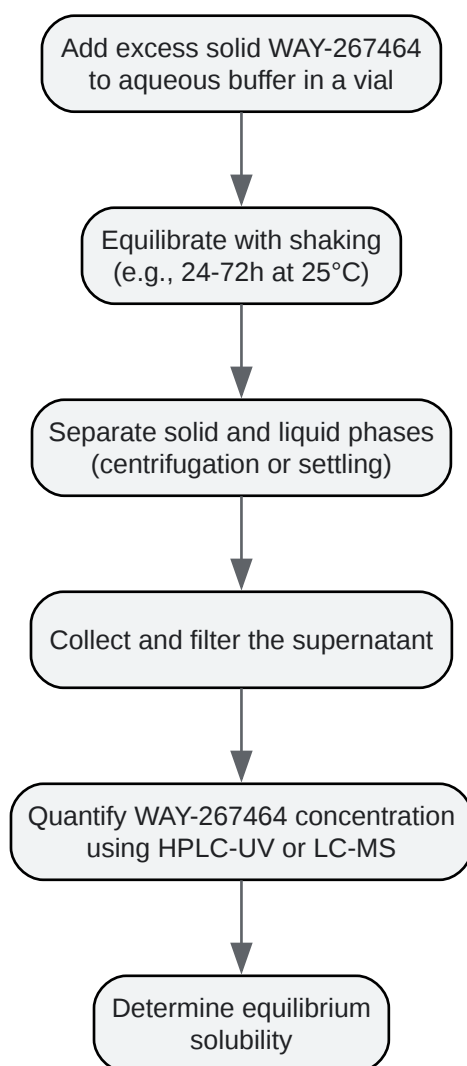 Add excess solid WAY-267464
to aqueous buffer in a vial
Equilibrate with shaking
(e.g., 24-72h at 25°C)
Separate solid and liquid phases
(centrifugation or settling)
Collect and filter the supernatant
Quantify WAY-267464 concentration
using HPLC-UV or LC-MS
Determine equilibrium
solubility